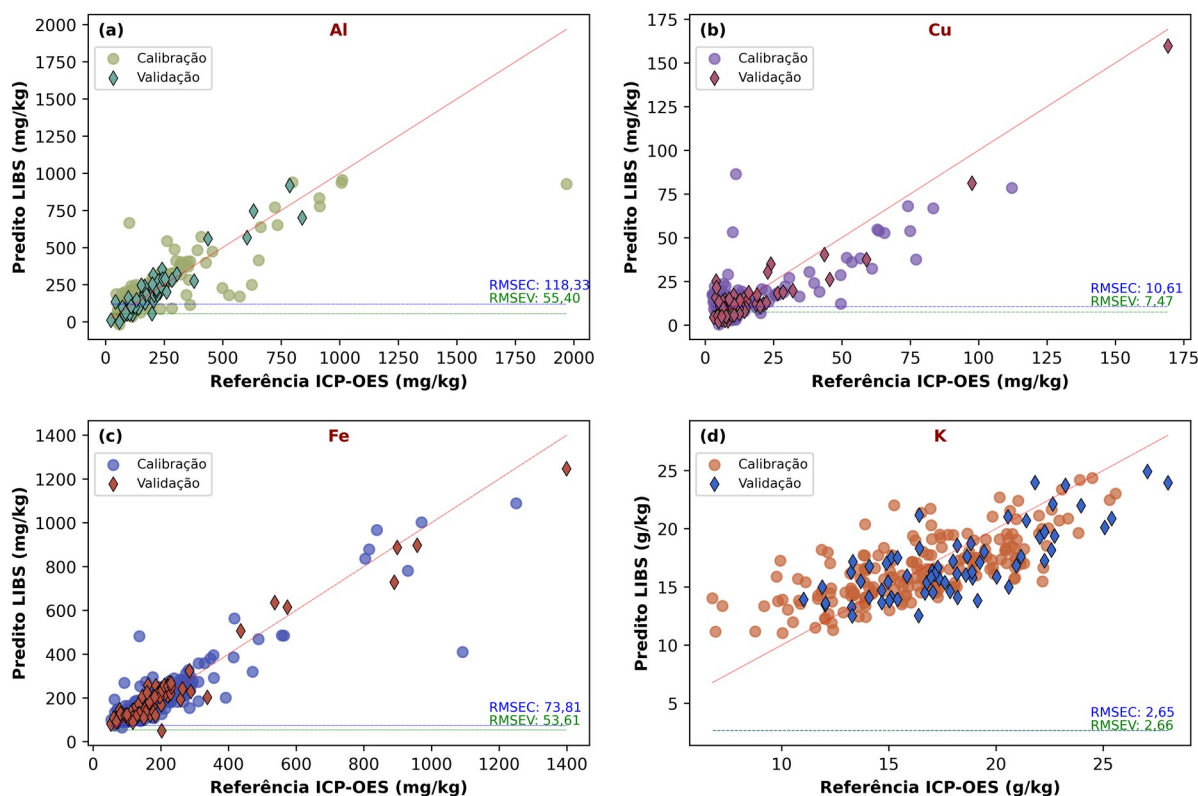 (a)
Al
Calibração
Validação
RMSEC: 118,33
RMSEV: 55,40
Predito LIBS (mg/kg)
2000
1750
1500
1250
1000
750
500
250
0
0 250 500 750 1000 1250 1500 1750 2000
Referência ICP-OES (mg/kg)
(b)
Cu
Calibração
Validação
RMSEC: 10,61
RMSEV: 7,47
Predito LIBS (mg/kg)
175
150
125
100
75
50
25
0
0 25 50 75 100 125 150 175
Referência ICP-OES (mg/kg)
(c)
Fe
Calibração
Validação
RMSEC: 73,81
RMSEV: 53,61
Predito LIBS (mg/kg)
1400
1200
1000
800
600
400
200
0
0 200 400 600 800 1000 1200 1400
Referência ICP-OES (mg/kg)
(d)
K
Calibração
Validação
RMSEC: 2,65
RMSEV: 2,66
Predito LIBS (g/kg)
25
20
15
10
5
10 15 20 25
Referência ICP-OES (g/kg)